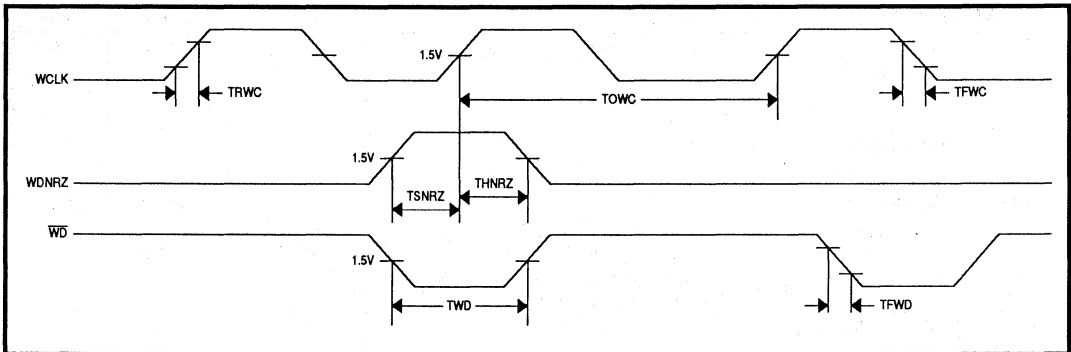 1.5V
WCLK
TRWC
TOWC
TFWC
1.5V
WDNRZ
TSNRZ
THNRZ
WD
1.5V
TWD
TFWD